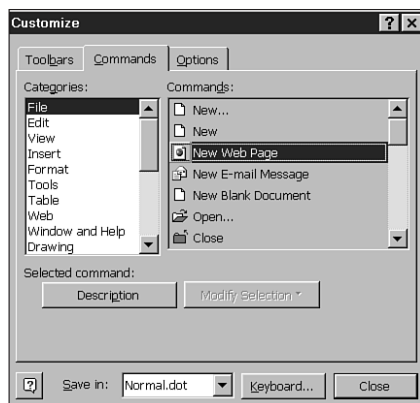 Customize
Toolbars Commands Options
Categories:
File
Edit
View
Insert
Format
Tools
Table
Web
Window and Help
Drawing
Commands:
New...
New
New Web Page
New E-mail Message
New Blank Document
Open...
Close
Selected command:
Description Modify Selection
Save in: Normal.dot Keyboard... Close